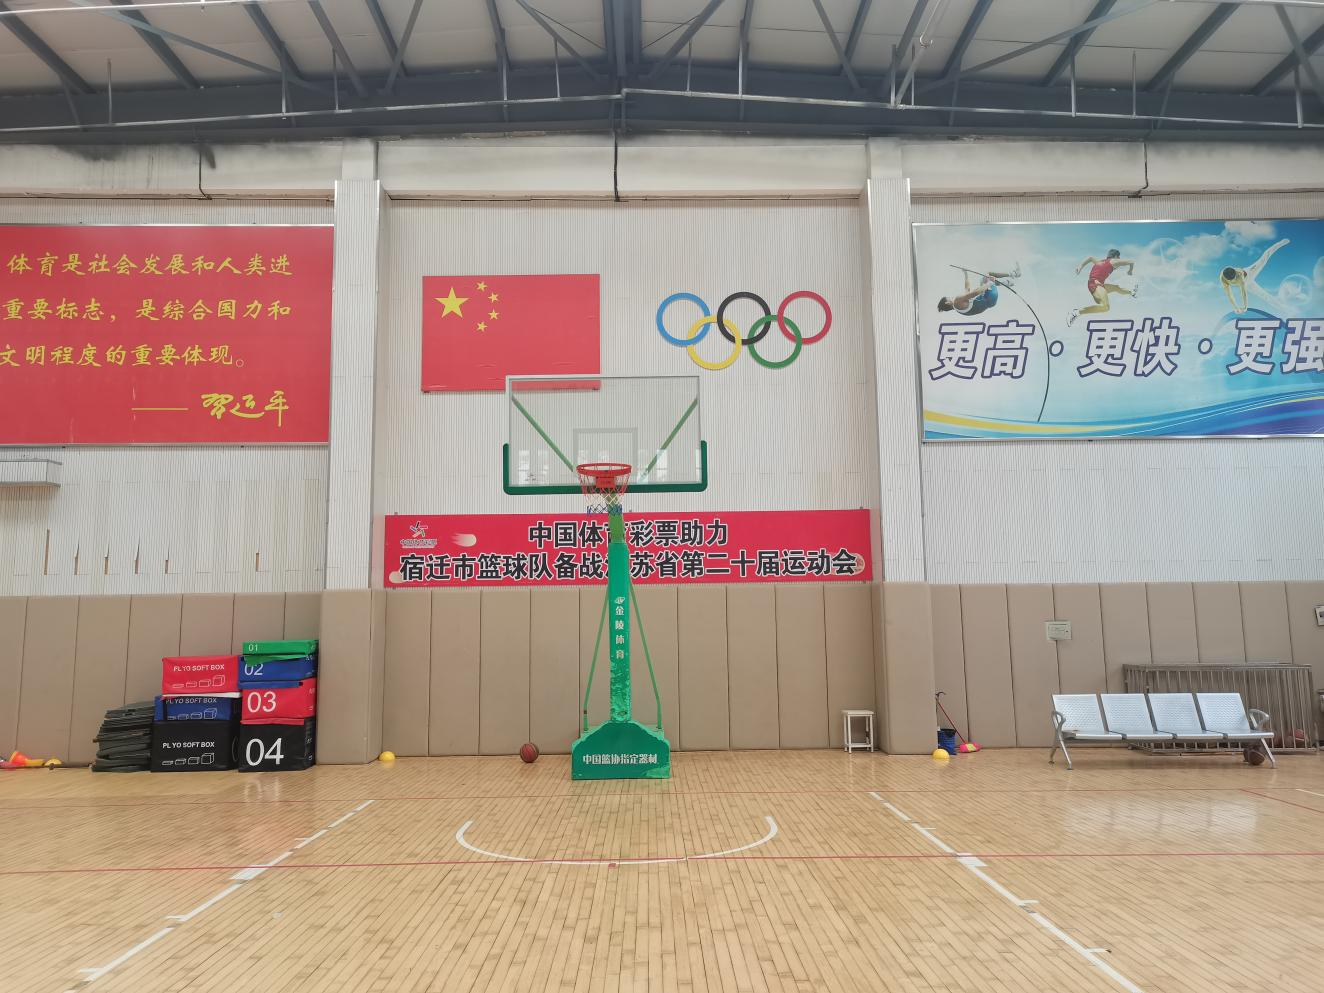 体育是社会发展和人类进
重要标志，是综合国力和
文明程度的重要体现。
—— 习近平
更高·更快·更强
中国体育彩票助力
宿迁市篮球队备战江苏省第二十届运动会
金陵体育
中国篮协指定器材
01
02
03
04
PLYO SOFT BOX
PLYO SOFT BOX
PLYO SOFT BOX